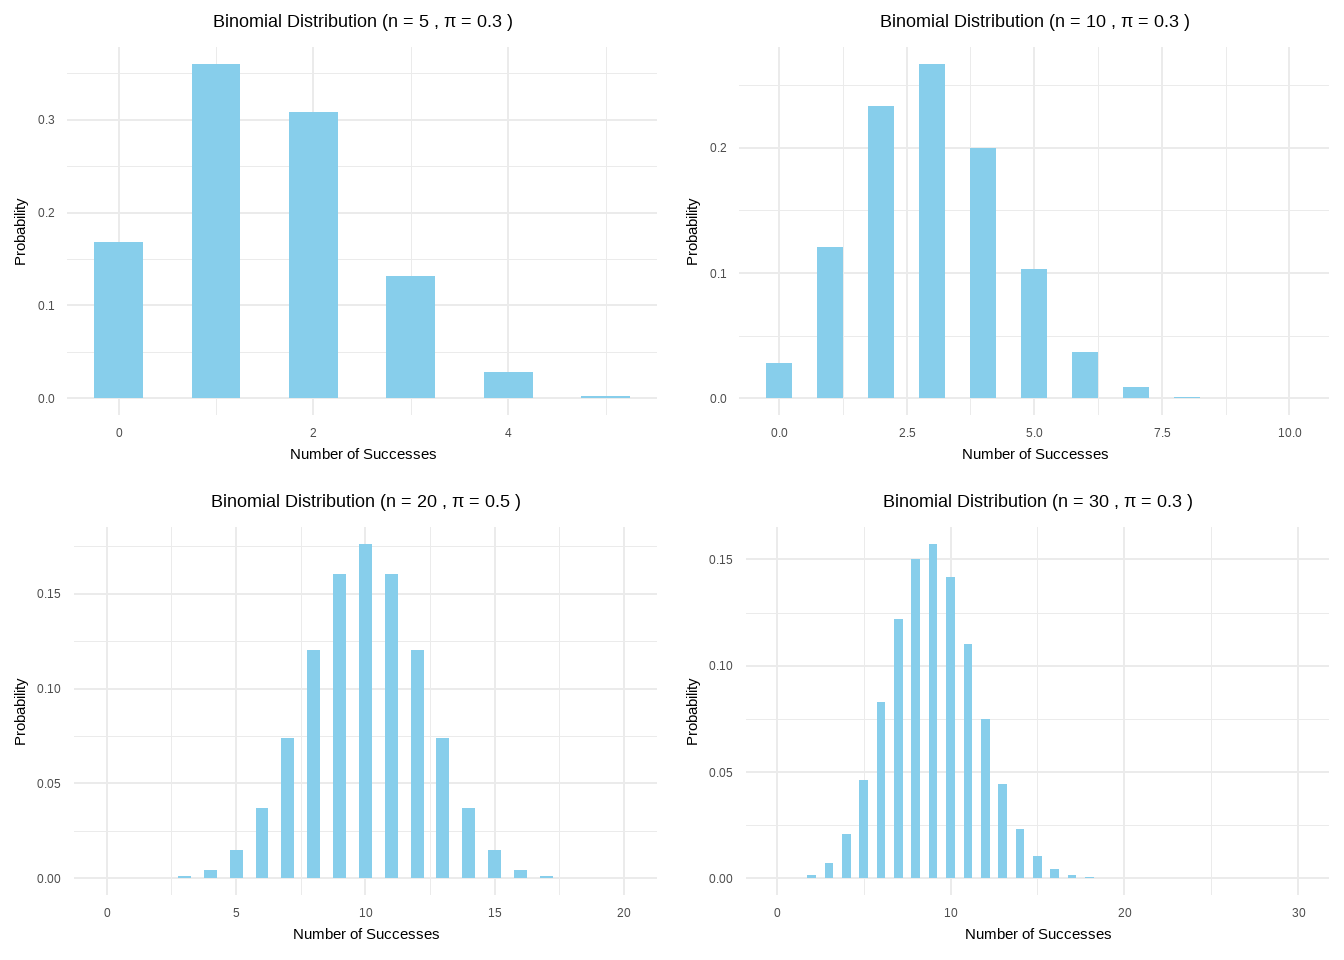 Binomial Distribution (n = 5 , π = 0.3 )
Probability
0.3
0.2
0.1
0.0
0 2 4
Number of Successes
Binomial Distribution (n = 10 , π = 0.3 )
Probability
0.2
0.1
0.0
0.0 2.5 5.0 7.5 10.0
Number of Successes
Binomial Distribution (n = 20 , π = 0.5 )
Probability
0.15
0.10
0.05
0.00
0 5 10 15 20
Number of Successes
Binomial Distribution (n = 30 , π = 0.3 )
Probability
0.15
0.10
0.05
0.00
0 10 20 30
Number of Successes